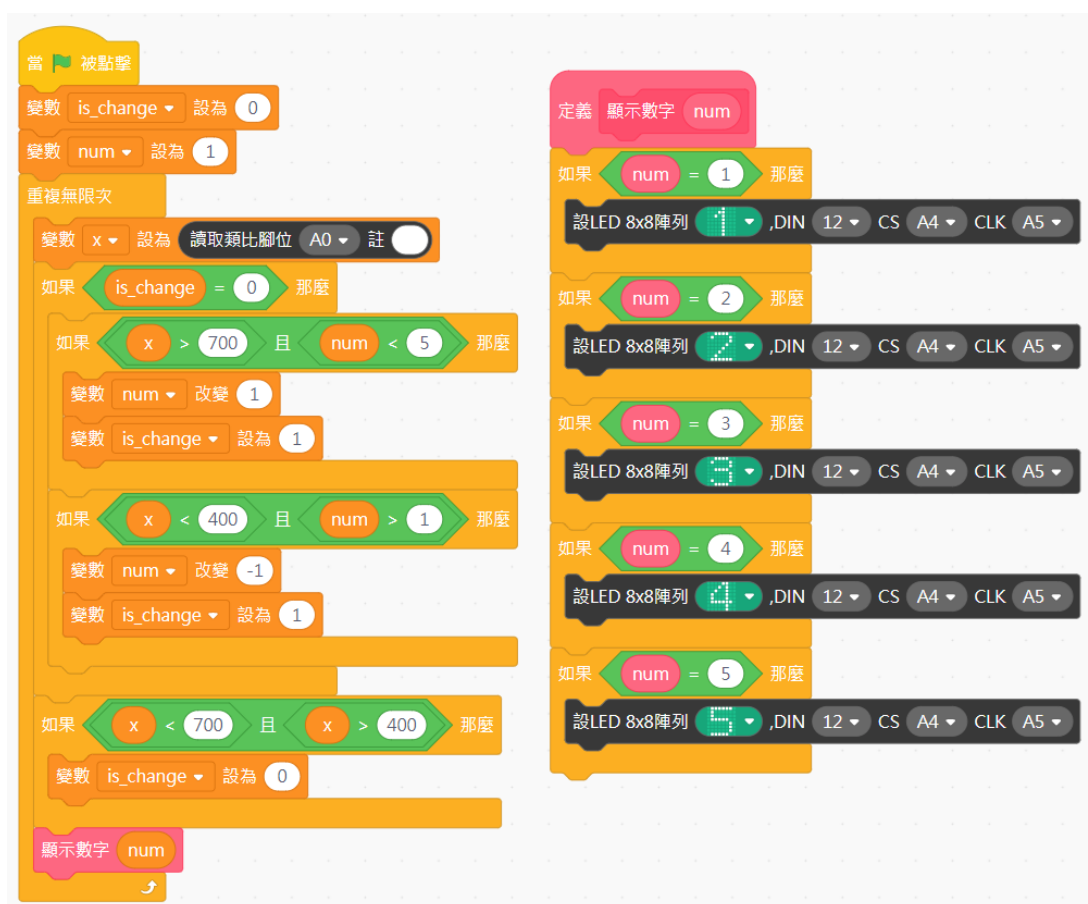 當 被點擊
變數 is_change 設為 0
變數 num 設為 1
重複無限次
變數 x 設為 讀取類比腳位 A0 註
如果 is_change = 0 那麼
如果 x > 700 且 num < 5 那麼
變數 num 改變 1
變數 is_change 設為 1
如果 x < 400 且 num > 1 那麼
變數 num 改變 -1
變數 is_change 設為 1
如果 x < 700 且 x > 400 那麼
變數 is_change 設為 0
顯示數字 num
定義 顯示數字 num
如果 num = 1 那麼
設LED 8x8陣列 1 ,DIN 12 CS A4 CLK A5
如果 num = 2 那麼
設LED 8x8陣列 2 ,DIN 12 CS A4 CLK A5
如果 num = 3 那麼
設LED 8x8陣列 3 ,DIN 12 CS A4 CLK A5
如果 num = 4 那麼
設LED 8x8陣列 4 ,DIN 12 CS A4 CLK A5
如果 num = 5 那麼
設LED 8x8陣列 5 ,DIN 12 CS A4 CLK A5